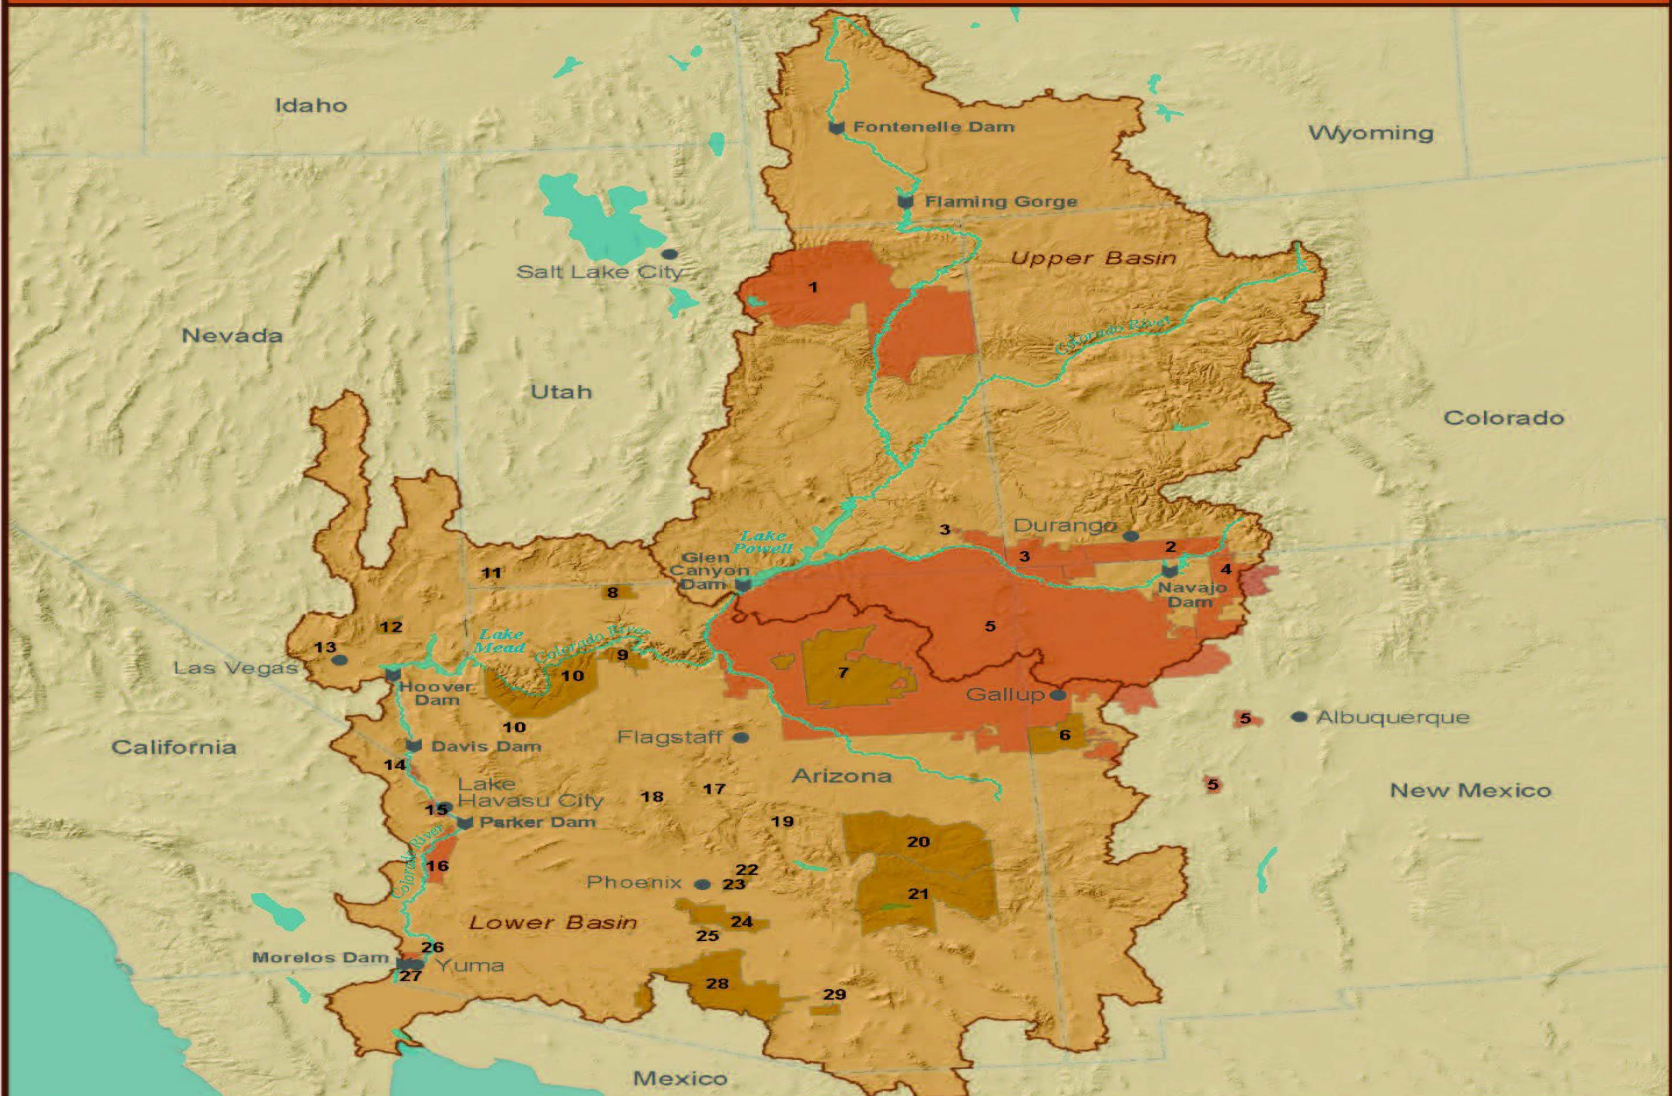 Idaho
Wyoming
Fontenelle Dam
Flaming Gorge
Upper Basin
Salt Lake City
1
Colorado River
Nevada
Utah
Colorado
3
Durango
Lake
Powell
2
3
Glen
Canyon
Dam
4
Navajo
Dam
11
8
12
5
13
Lake
Mead
Colorado River
9
Las Vegas
10
7
Hoover
Dam
Gallup
5
Albuquerque
10
Flagstaff
6
California
Davis Dam
14
Arizona
Lake
Havasu City
17
18
5
New Mexico
15
Parker Dam
19
Colorado River
16
20
22
Phoenix
23
21
Lower Basin
24
25
26
Morelos Dam
Yuma
27
28
29
Mexico